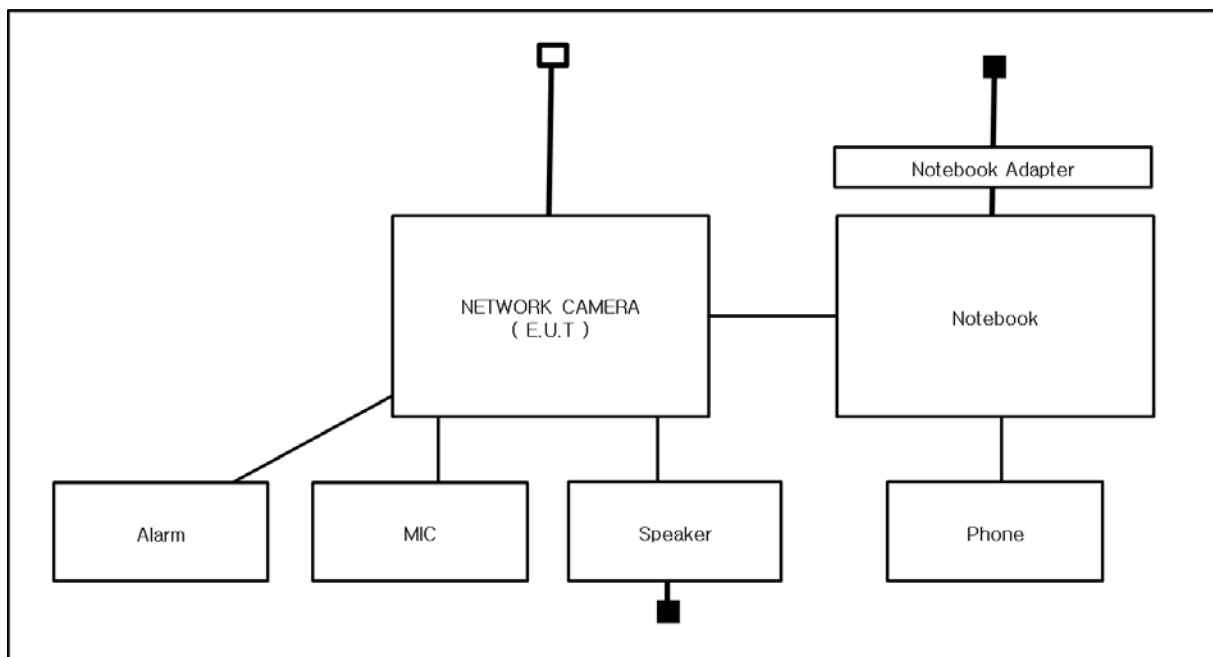 Notebook Adapter
NETWORK CAMERA
( E.U.T )
Notebook
Alarm
MIC
Speaker
Phone